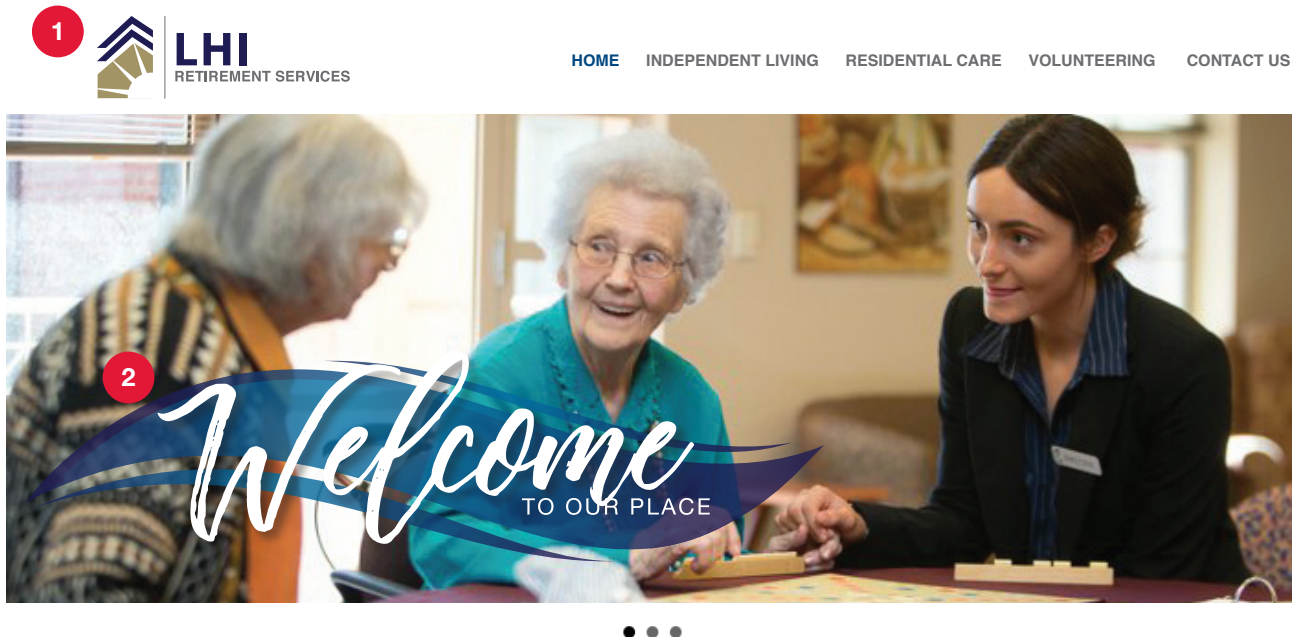 1
LHI
RETIREMENT SERVICES
HOME INDEPENDENT LIVING RESIDENTIAL CARE VOLUNTEERING CONTACT US
2
Welcome
TO OUR PLACE